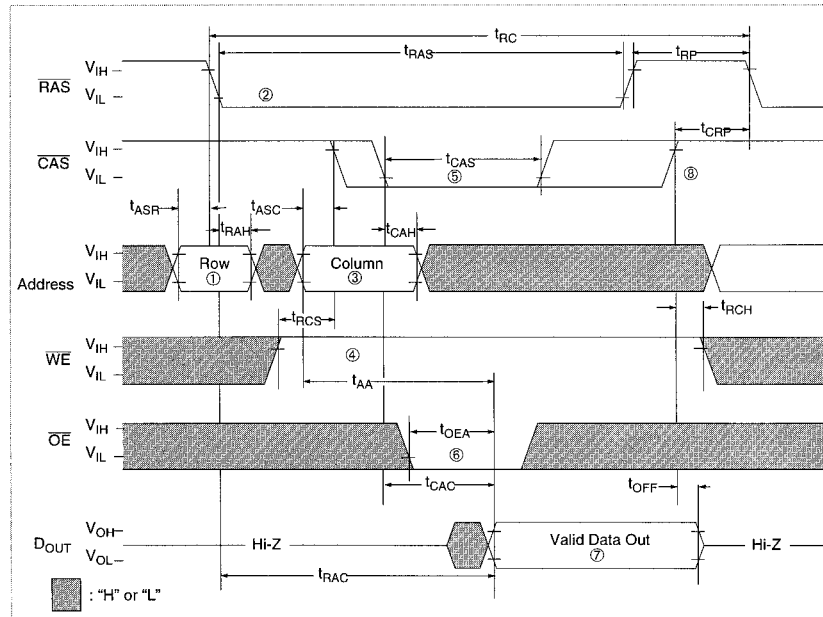 tRC
tRAS
tRP
RAS
VIH
VIL
②
tCRP
CAS
VIH
VIL
tCAS
⑤
⑧
tASR
tASC
tRAH
tCAH
Address
VIH
VIL
Row
①
Column
③
tRCS
tRCH
WE
VIH
VIL
④
tAA
OE
VIH
VIL
tOEA
⑥
tCAC
tOFF
DOUT
VOH
VOL
Hi-Z
Valid Data Out
⑦
Hi-Z
tRAC
: "H" or "L"